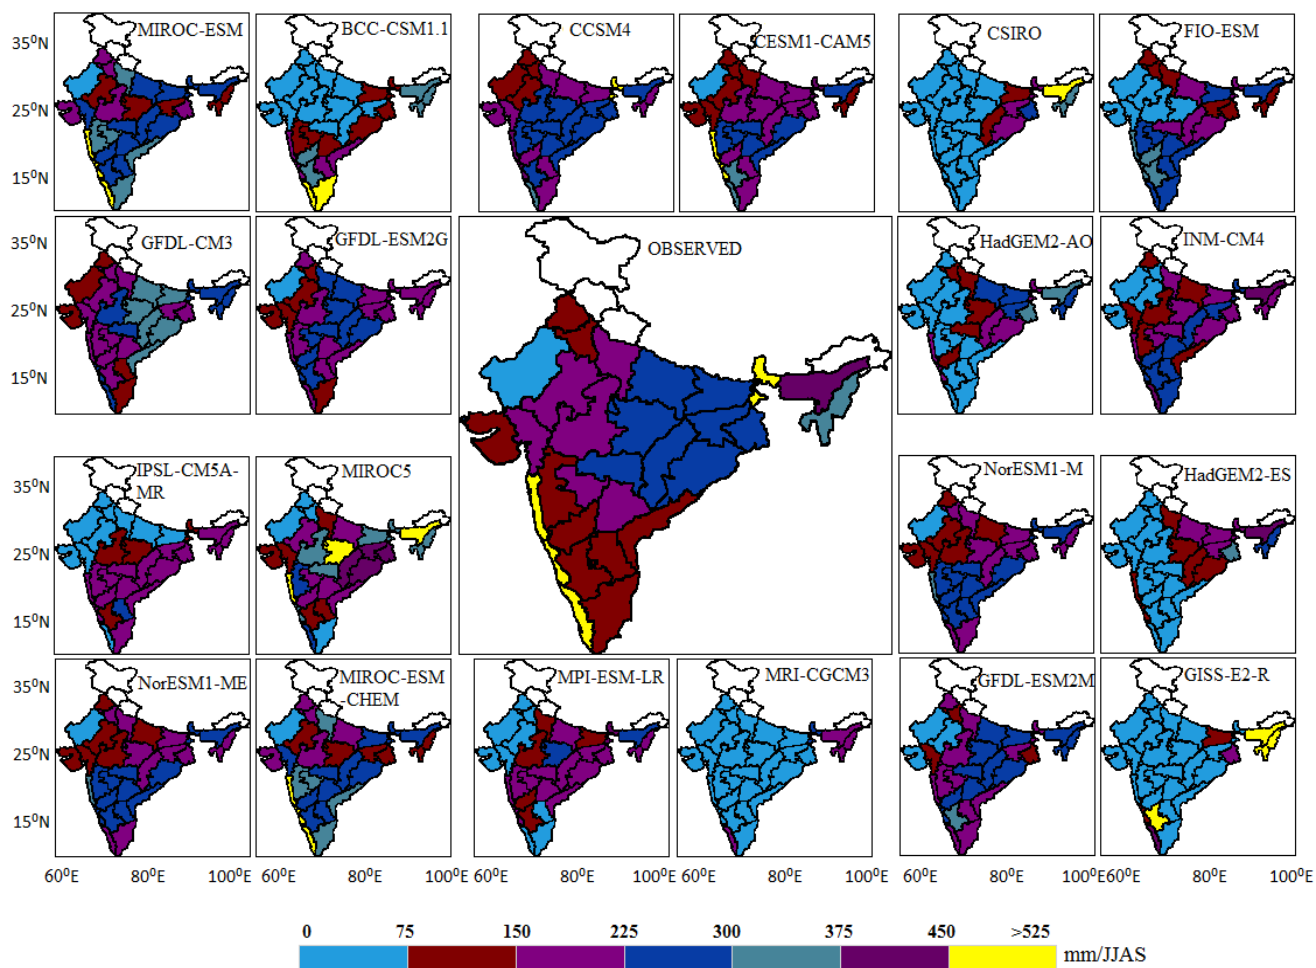 MIROC-ESM
BCC-CSM1.1
CCSM4
CESM1-CAM5
CSIRO
FIO-ESM
35⁰N
25⁰N
15⁰N
GFDL-CM3
GFDL-ESM2G
OBSERVED
HadGEM2-AO
INM-CM4
35⁰N
25⁰N
15⁰N
IPSL-CM5A-
MR
MIROC5
NorESM1-M
HadGEM2-ES
35⁰N
25⁰N
15⁰N
NorESM1-ME
MIROC-ESM
-CHEM
MPI-ESM-LR
MRI-CGCM3
GFDL-ESM2M
GISS-E2-R
35⁰N
25⁰N
15⁰N
60⁰E 80⁰E 100⁰E 60⁰E 80⁰E 100⁰E 60⁰E 80⁰E 100⁰E 60⁰E 80⁰E 100⁰E 60⁰E 80⁰E 100⁰E 60⁰E 80⁰E 100⁰E
0 75 150 225 300 375 450 >525
mm/JJAS